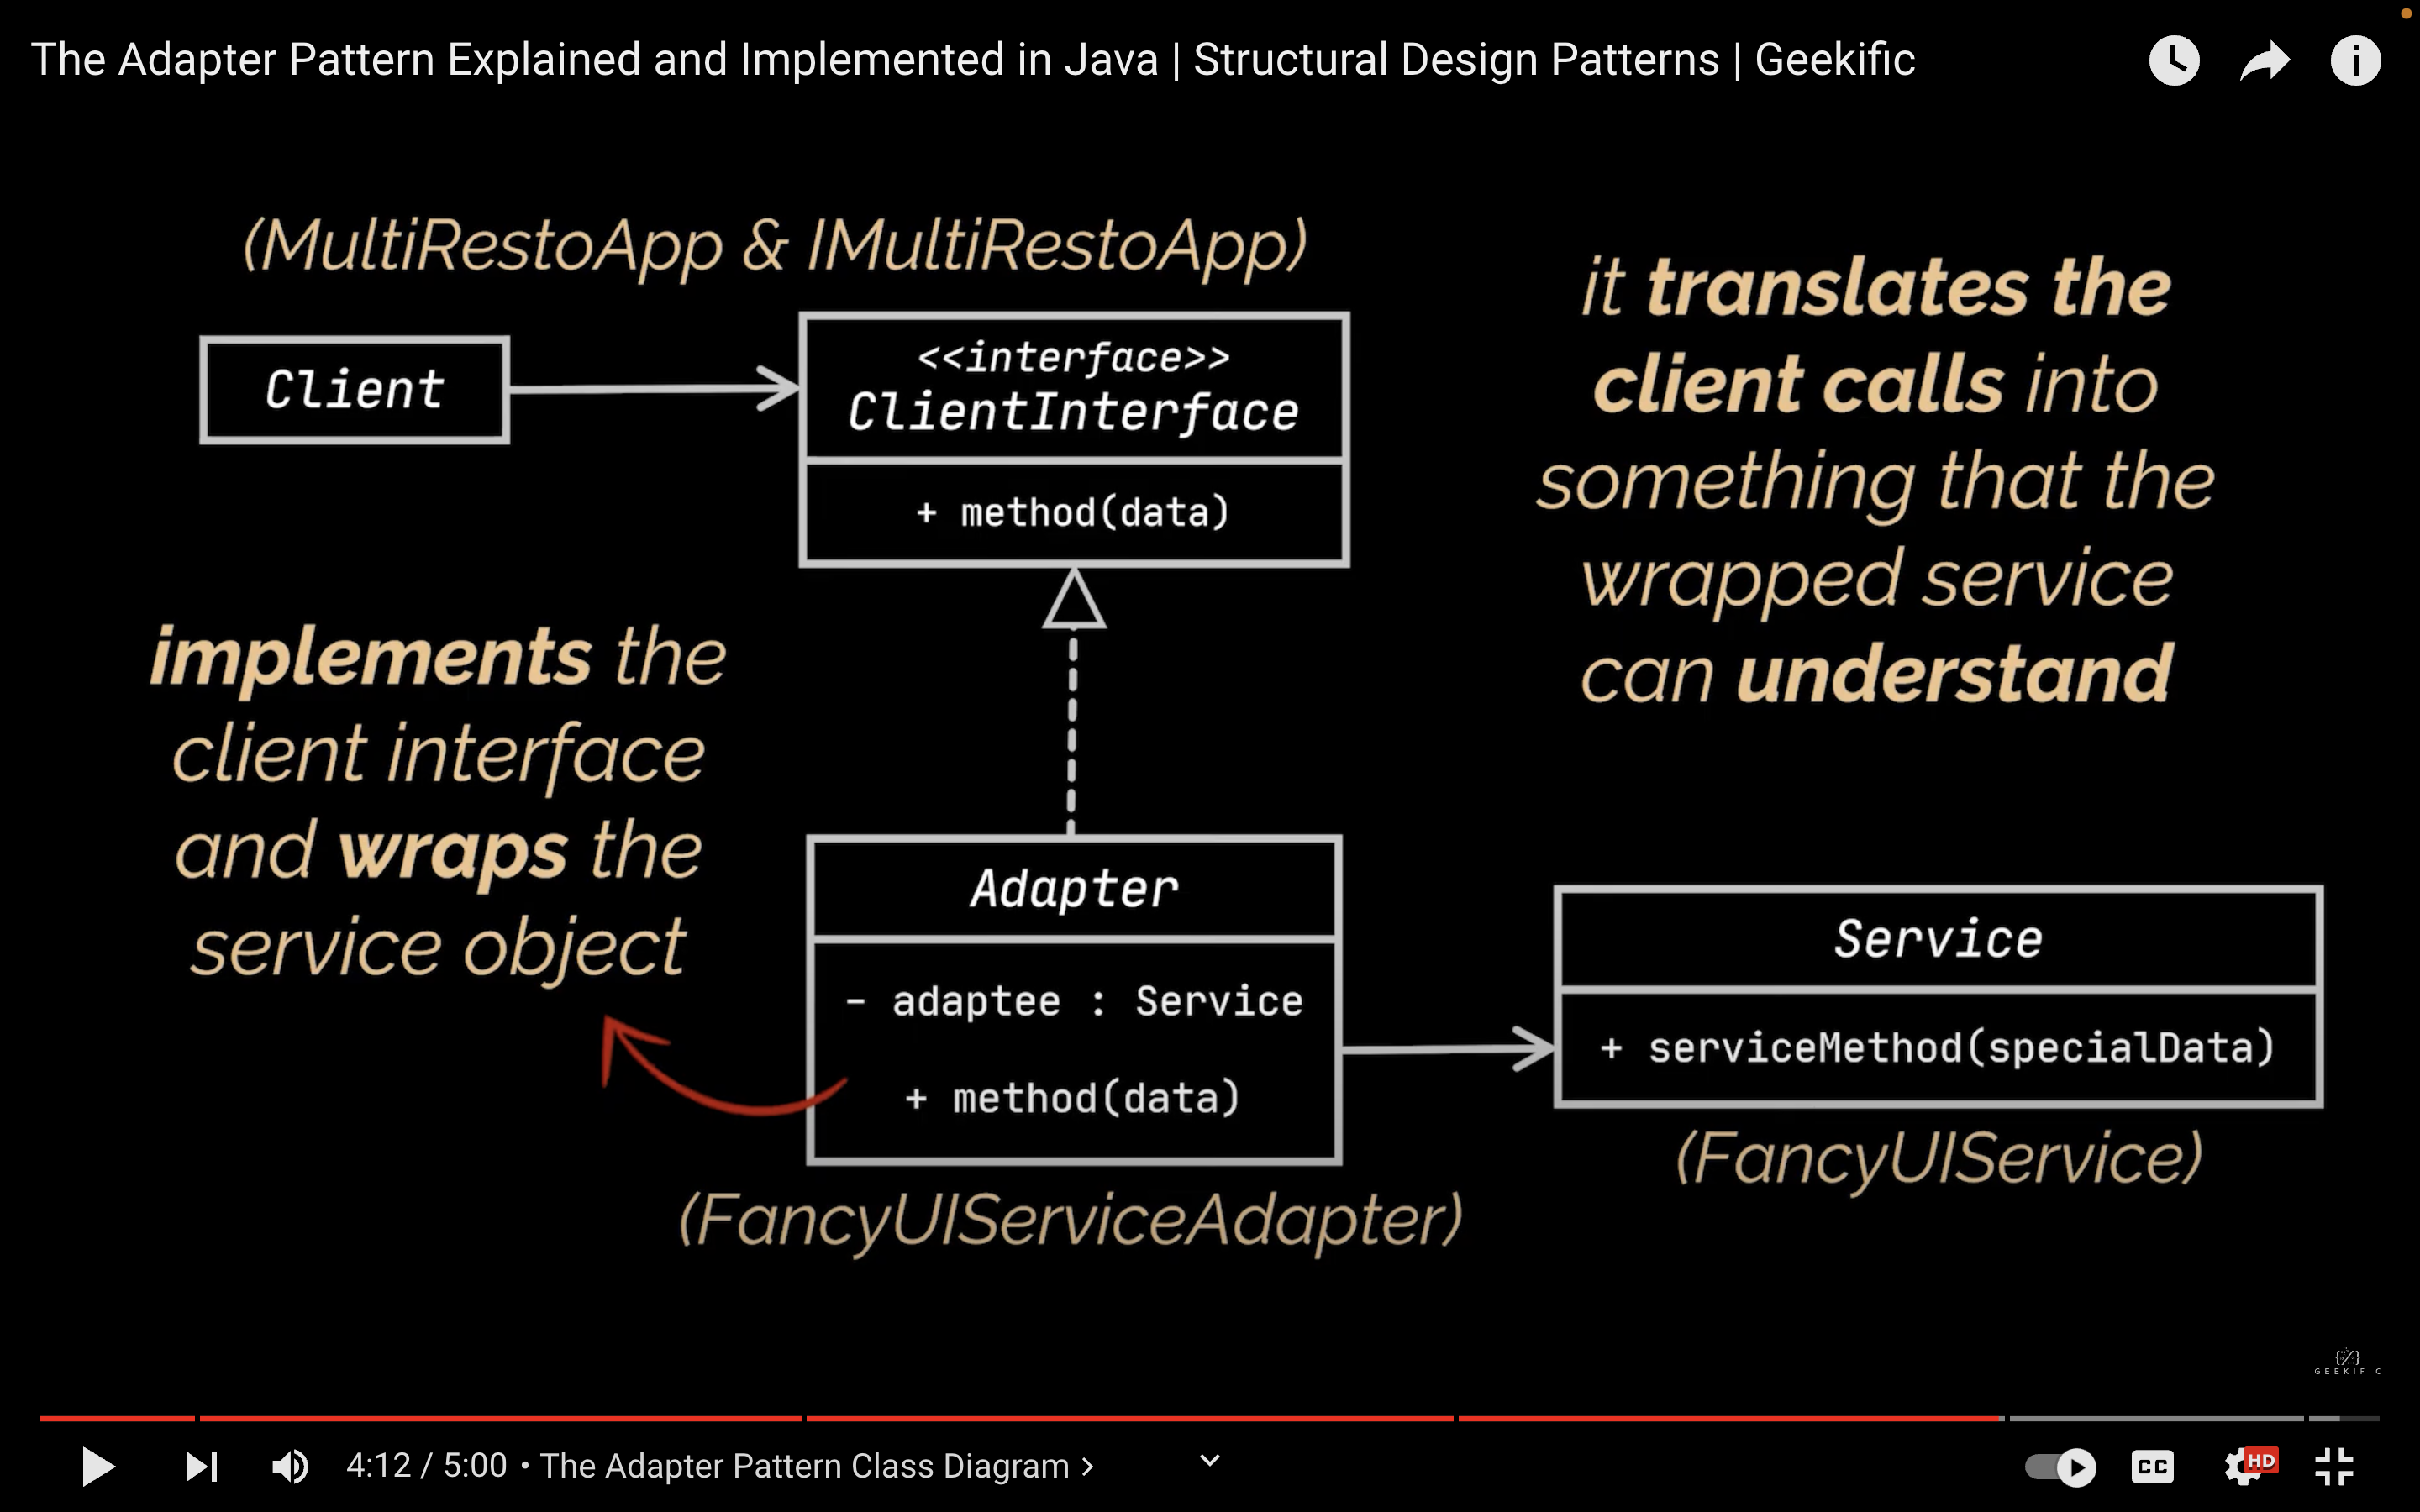 The Adapter Pattern Explained and Implemented in Java | Structural Design Patterns | Geekific
(MultiRestoApp & IMultiRestoApp)
Client
<<interface>>
ClientInterface
+ method(data)
it translates the
client calls into
something that the
wrapped service
can understand
implements the
client interface
and wraps the
service object
Adapter
- adaptee : Service
+ method(data)
(FancyUIServiceAdapter)
Service
+ serviceMethod(specialData)
(FancyUIService)
{/}
GEEKIFIC
4:12 / 5:00 • The Adapter Pattern Class Diagram >
CC
HD